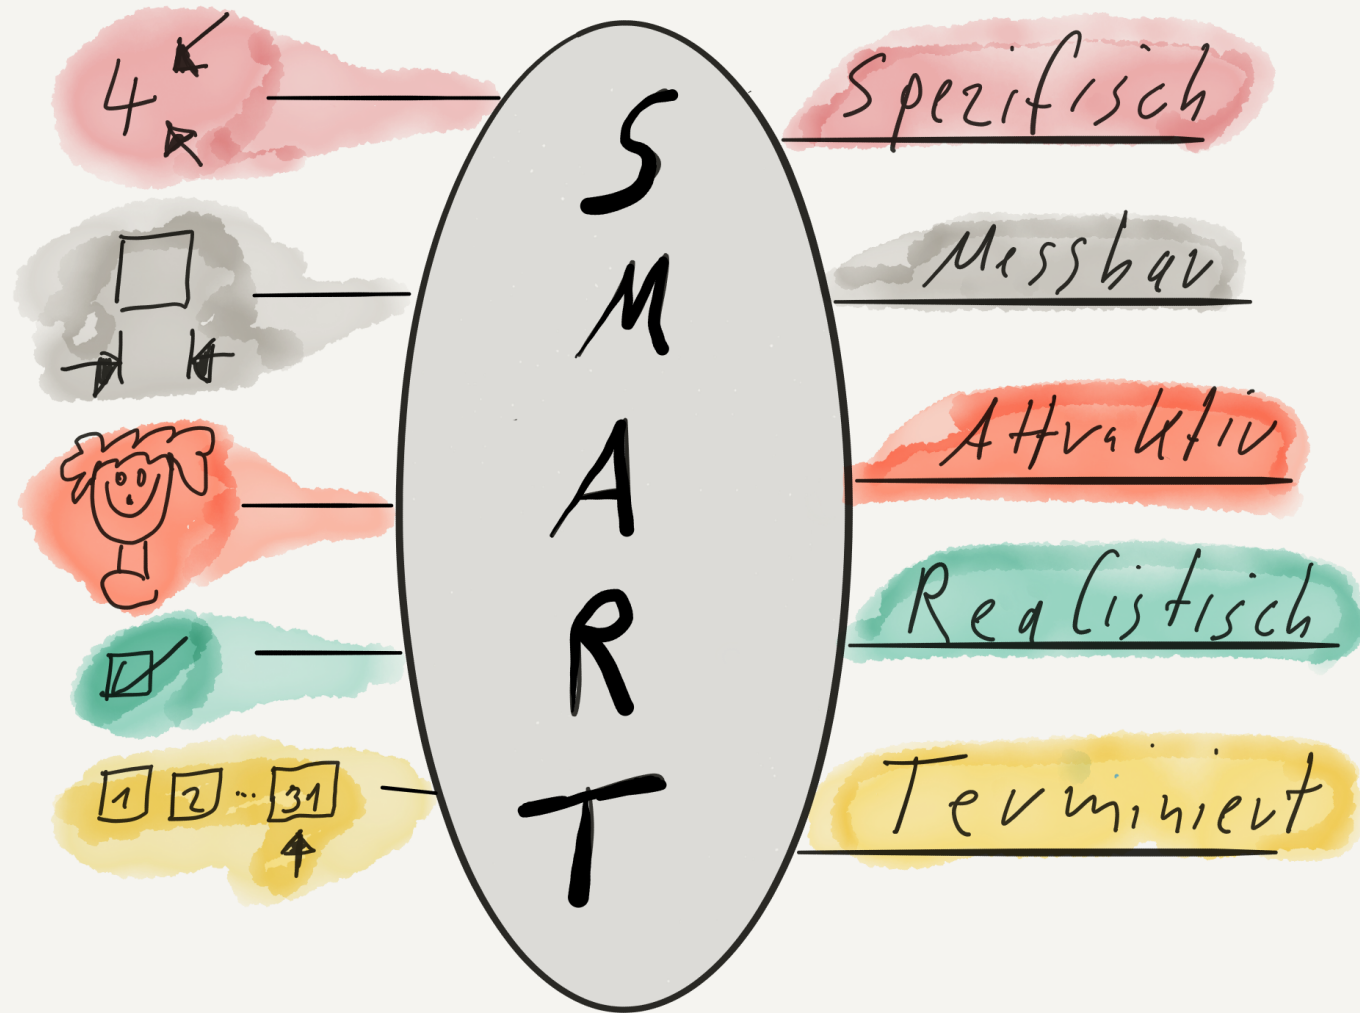 4
S
Spezifisch
M
Messbar
A
Attraktiv
R
Realistisch
1 2 ... 31
T
Terminiert